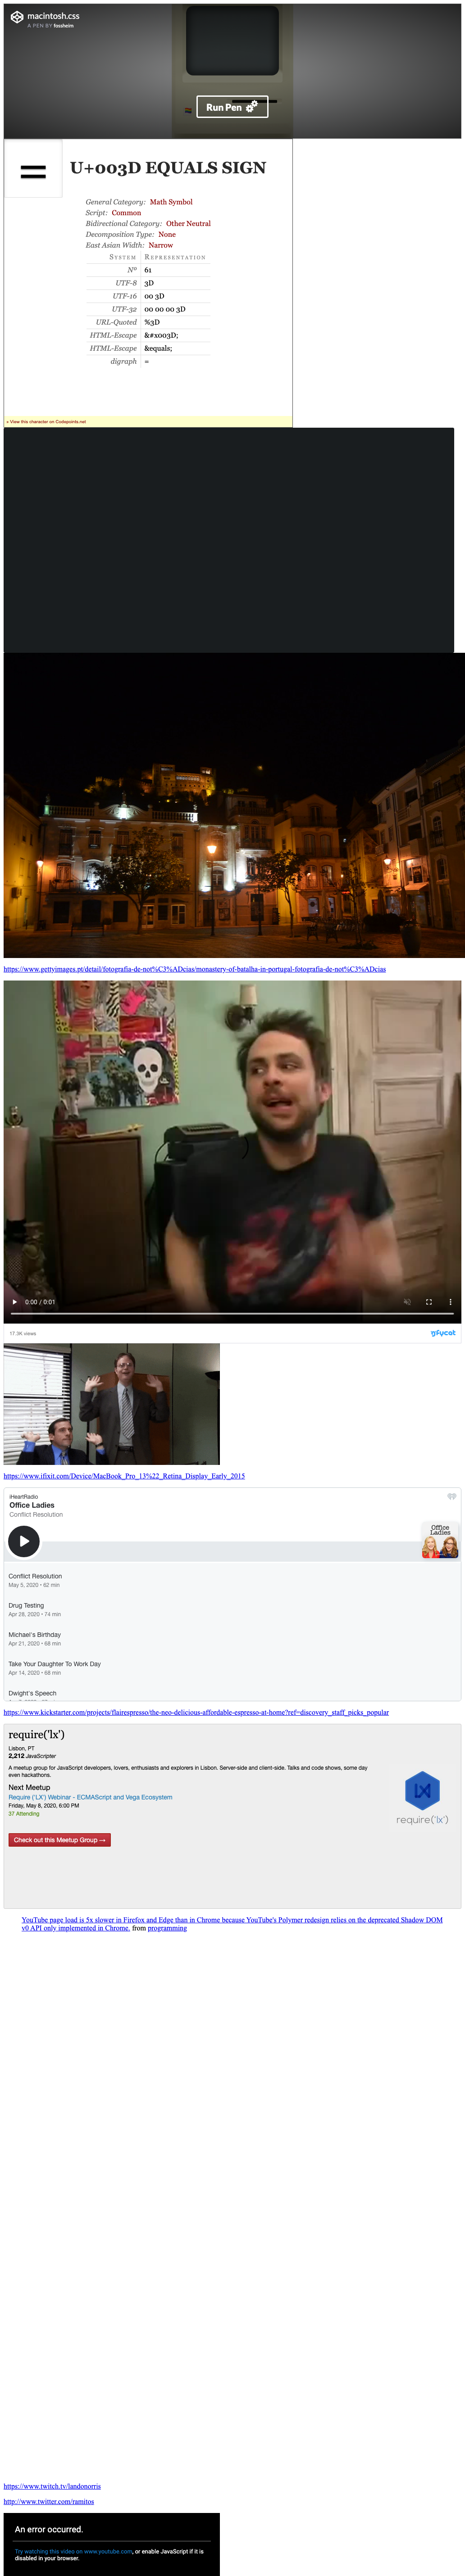 macintosh.css
A PEN BY fossheim
Run Pen
=
U+003D EQUALS SIGN
General Category: Math Symbol
Script: Common
Bidirectional Category: Other Neutral
Decomposition Type: None
East Asian Width: Narrow
System Representation
Nº 61
UTF-8 3D
UTF-16 00 3D
UTF-32 00 00 00 3D
URL-Quoted %3D
HTML-Escape &#x003D;
HTML-Escape &equals;
digraph =
» View this character on Codepoints.net
https://www.gettyimages.pt/detail/fotografia-de-not%C3%ADcias/monastery-of-batalha-in-portugal-fotografia-de-not%C3%ADcias
0:00 / 0:01
17.3K views
gfycat
https://www.ifixit.com/Device/MacBook_Pro_13%22_Retina_Display_Early_2015
iHeartRadio
Office Ladies
Conflict Resolution
Office
Ladies
Conflict Resolution
May 5, 2020 • 62 min
Drug Testing
Apr 28, 2020 • 74 min
Michael's Birthday
Apr 21, 2020 • 68 min
Take Your Daughter To Work Day
Apr 14, 2020 • 68 min
Dwight's Speech
https://www.kickstarter.com/projects/flairespresso/the-neo-delicious-affordable-espresso-at-home?ref=discovery_staff_picks_popular
require('lx')
Lisbon, PT
2,212 JavaScripter
A meetup group for JavaScript developers, lovers, enthusiasts and explorers in Lisbon. Server-side and client-side. Talks and code shows, some day
even hackathons.
Next Meetup
Require ('LX') Webinar - ECMAScript and Vega Ecosystem
Friday, May 8, 2020, 6:00 PM
37 Attending
Check out this Meetup Group →
require('lx')
YouTube page load is 5x slower in Firefox and Edge than in Chrome because YouTube's Polymer redesign relies on the deprecated Shadow DOM
v0 API only implemented in Chrome. from programming
https://www.twitch.tv/landonorris
http://www.twitter.com/ramitos
An error occurred.
Try watching this video on www.youtube.com, or enable JavaScript if it is
disabled in your browser.